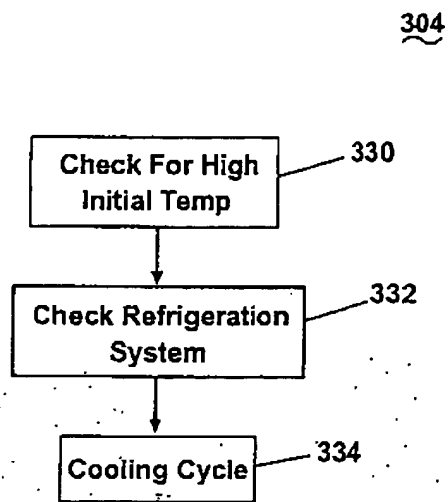 304
Check For High
Initial Temp
330
Check Refrigeration
System
332
Cooling Cycle
334